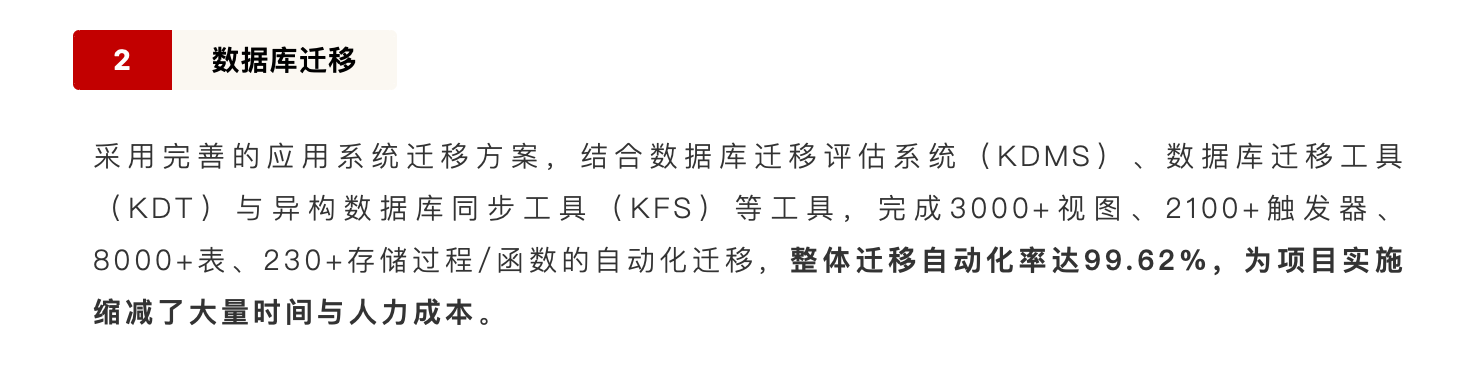 2 数据库迁移
采用完善的应用系统迁移方案，结合数据库迁移评估系统（KDMS）、数据库迁移工具
（KDT）与异构数据库同步工具（KFS）等工具，完成3000+视图、2100+触发器、
8000+表、230+存储过程/函数的自动化迁移，整体迁移自动化率达99.62%，为项目实施
缩减了大量时间与人力成本。